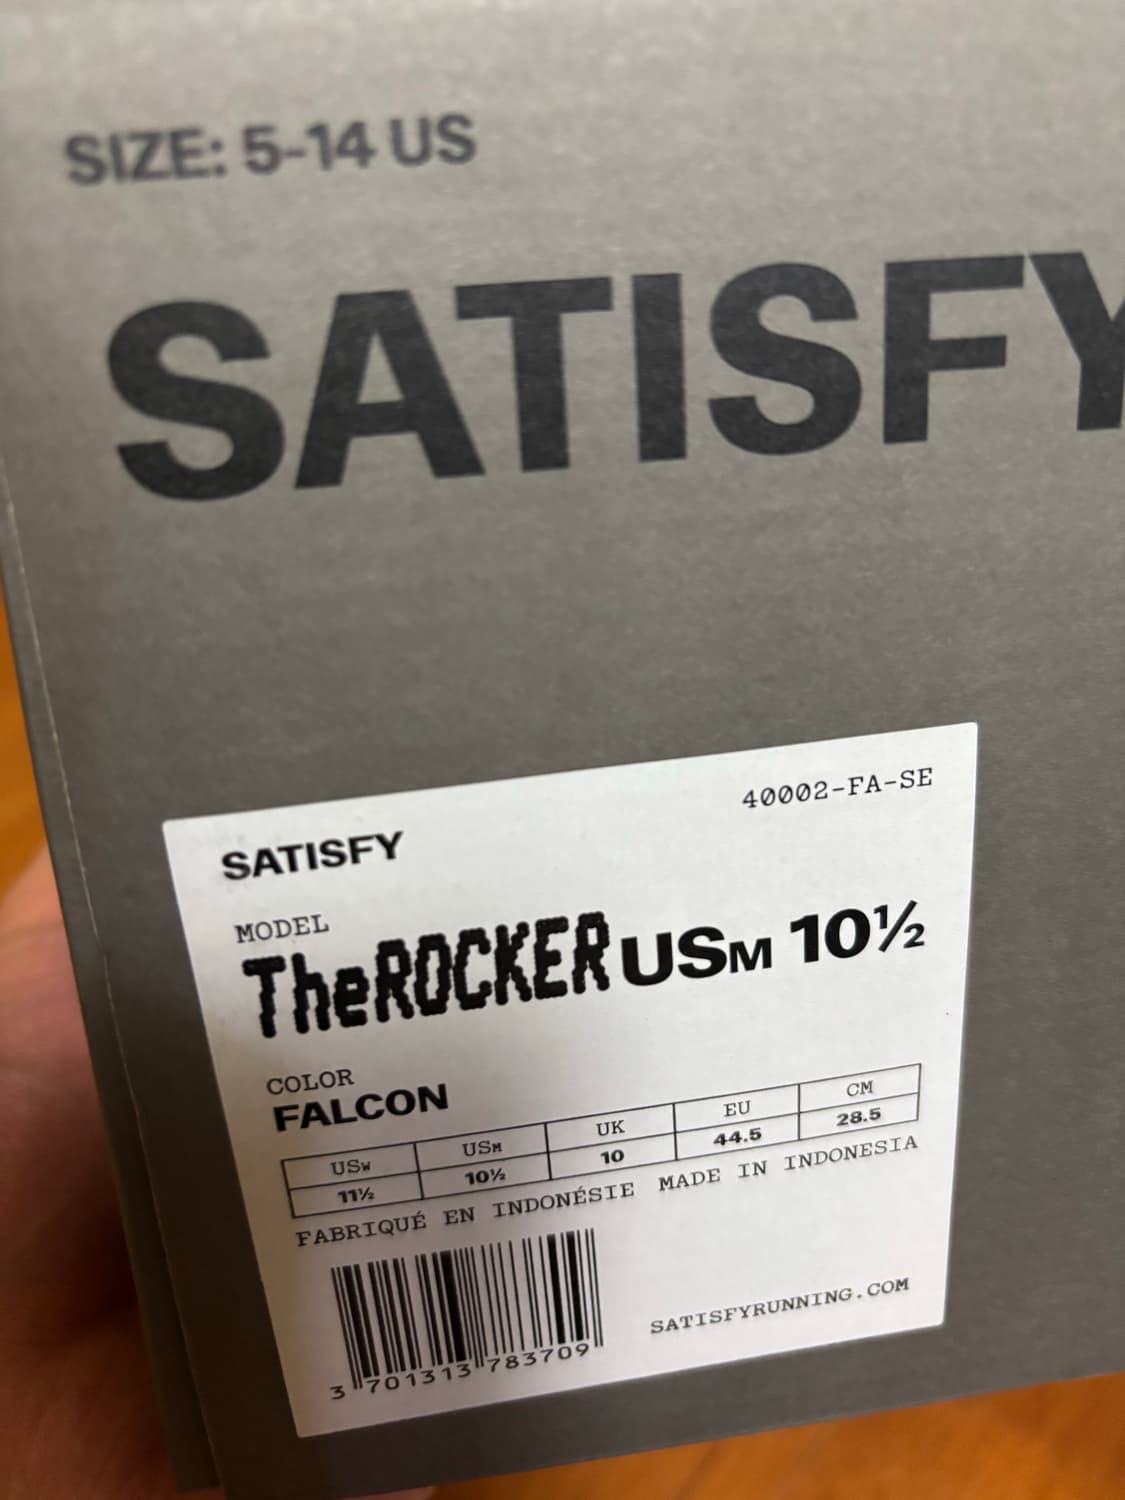 SIZE: 5-14 US
SATISFY
40002-FA-SE
SATISFY
MODEL
TheROCKER USM 10½
COLOR
FALCON
USW USM UK EU CM
11½ 10½ 10 44.5 28.5
FABRIQUÉ EN INDONÉSIE MADE IN INDONESIA
SATISFYRUNNING.COM
3 701313 783709